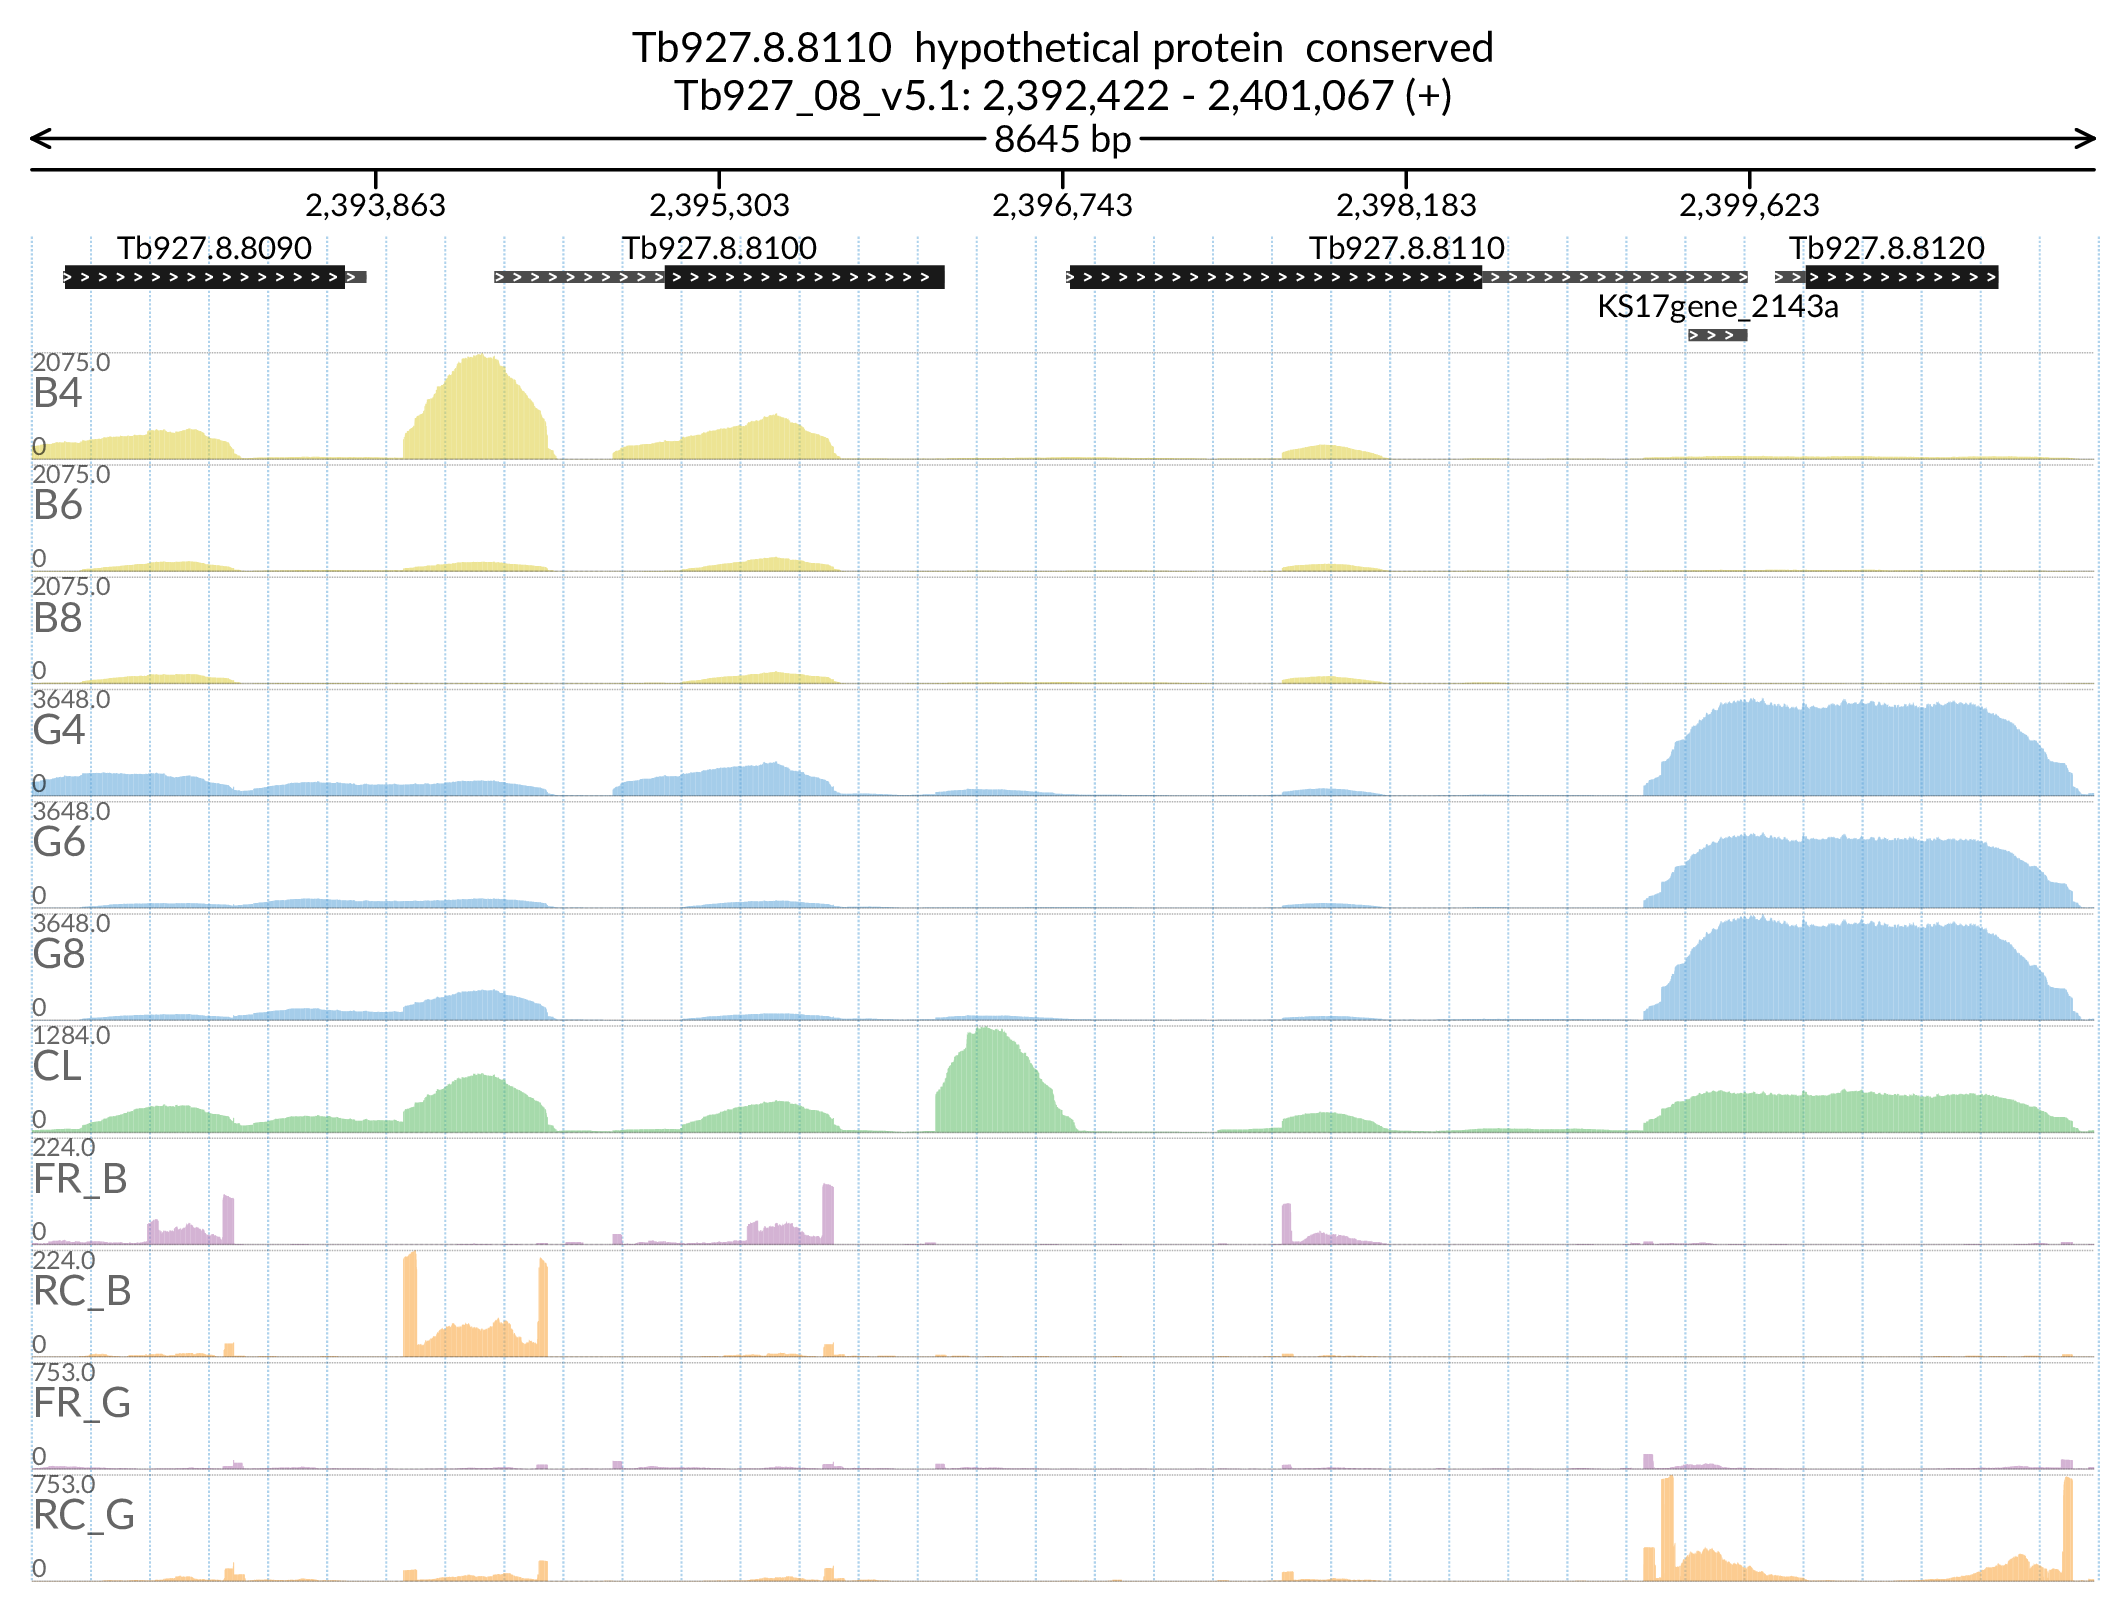 Tb927.8.8110 hypothetical protein conserved
Tb927_08_v5.1: 2,392,422 - 2,401,067 (+)
8645 bp
2,393,863 2,395,303 2,396,743 2,398,183 2,399,623
Tb927.8.8090 Tb927.8.8100 Tb927.8.8110 Tb927.8.8120
KS17gene_2143a
2075.0
B4
0
2075.0
B6
0
2075.0
B8
0
3648.0
G4
0
3648.0
G6
0
3648.0
G8
0
1284.0
CL
0
224.0
FR_B
0
224.0
RC_B
0
753.0
FR_G
0
753.0
RC_G
0